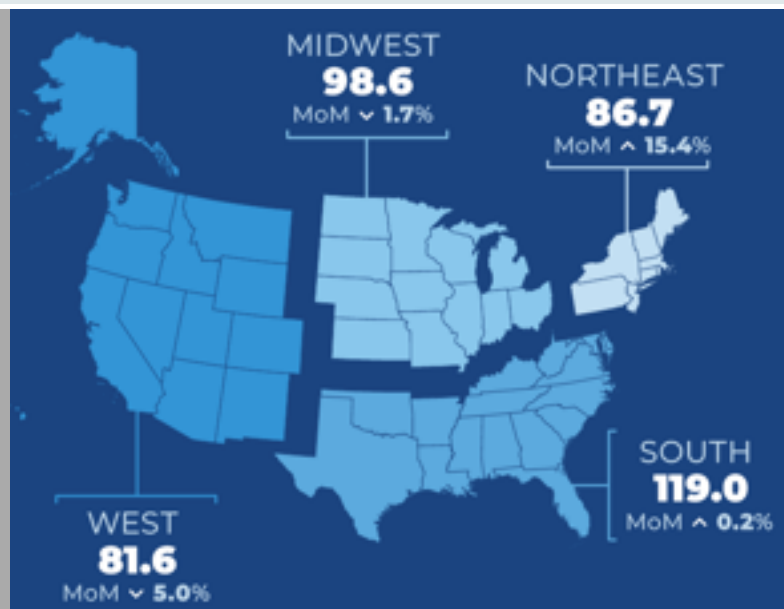 MIDWEST
98.6
MoM ⌄ 1.7%
NORTHEAST
86.7
MoM ^ 15.4%
SOUTH
119.0
MoM ^ 0.2%
WEST
81.6
MoM ⌄ 5.0%